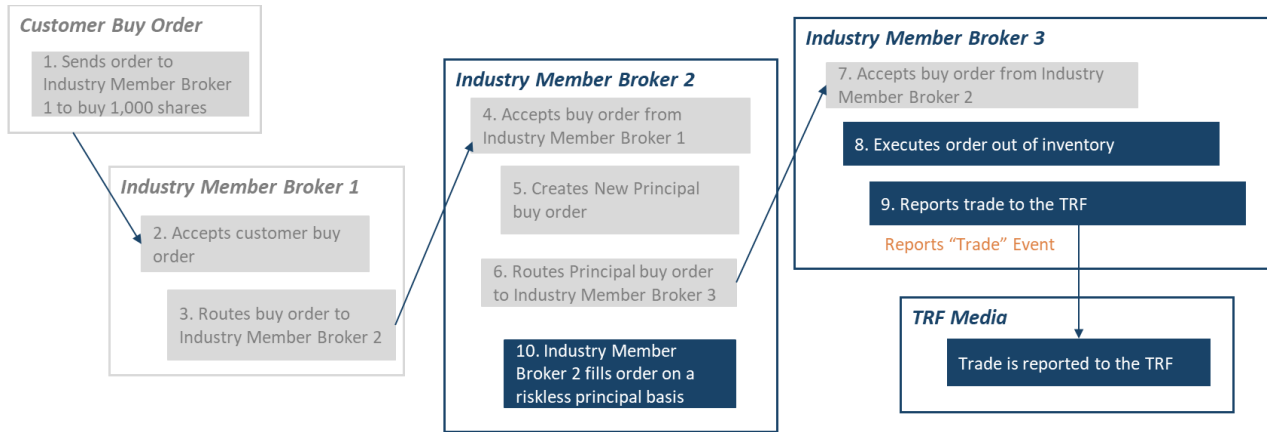 Customer Buy Order
1. Sends order to
Industry Member Broker
1 to buy 1,000 shares
Industry Member Broker 1
2. Accepts customer buy
order
3. Routes buy order to
Industry Member Broker 2
Industry Member Broker 2
4. Accepts buy order from
Industry Member Broker 1
5. Creates New Principal
buy order
6. Routes Principal buy order
to Industry Member Broker 3
10. Industry Member
Broker 2 fills order on a
riskless principal basis
Industry Member Broker 3
7. Accepts buy order from Industry
Member Broker 2
8. Executes order out of inventory
9. Reports trade to the TRF
Reports “Trade” Event
TRF Media
Trade is reported to the TRF